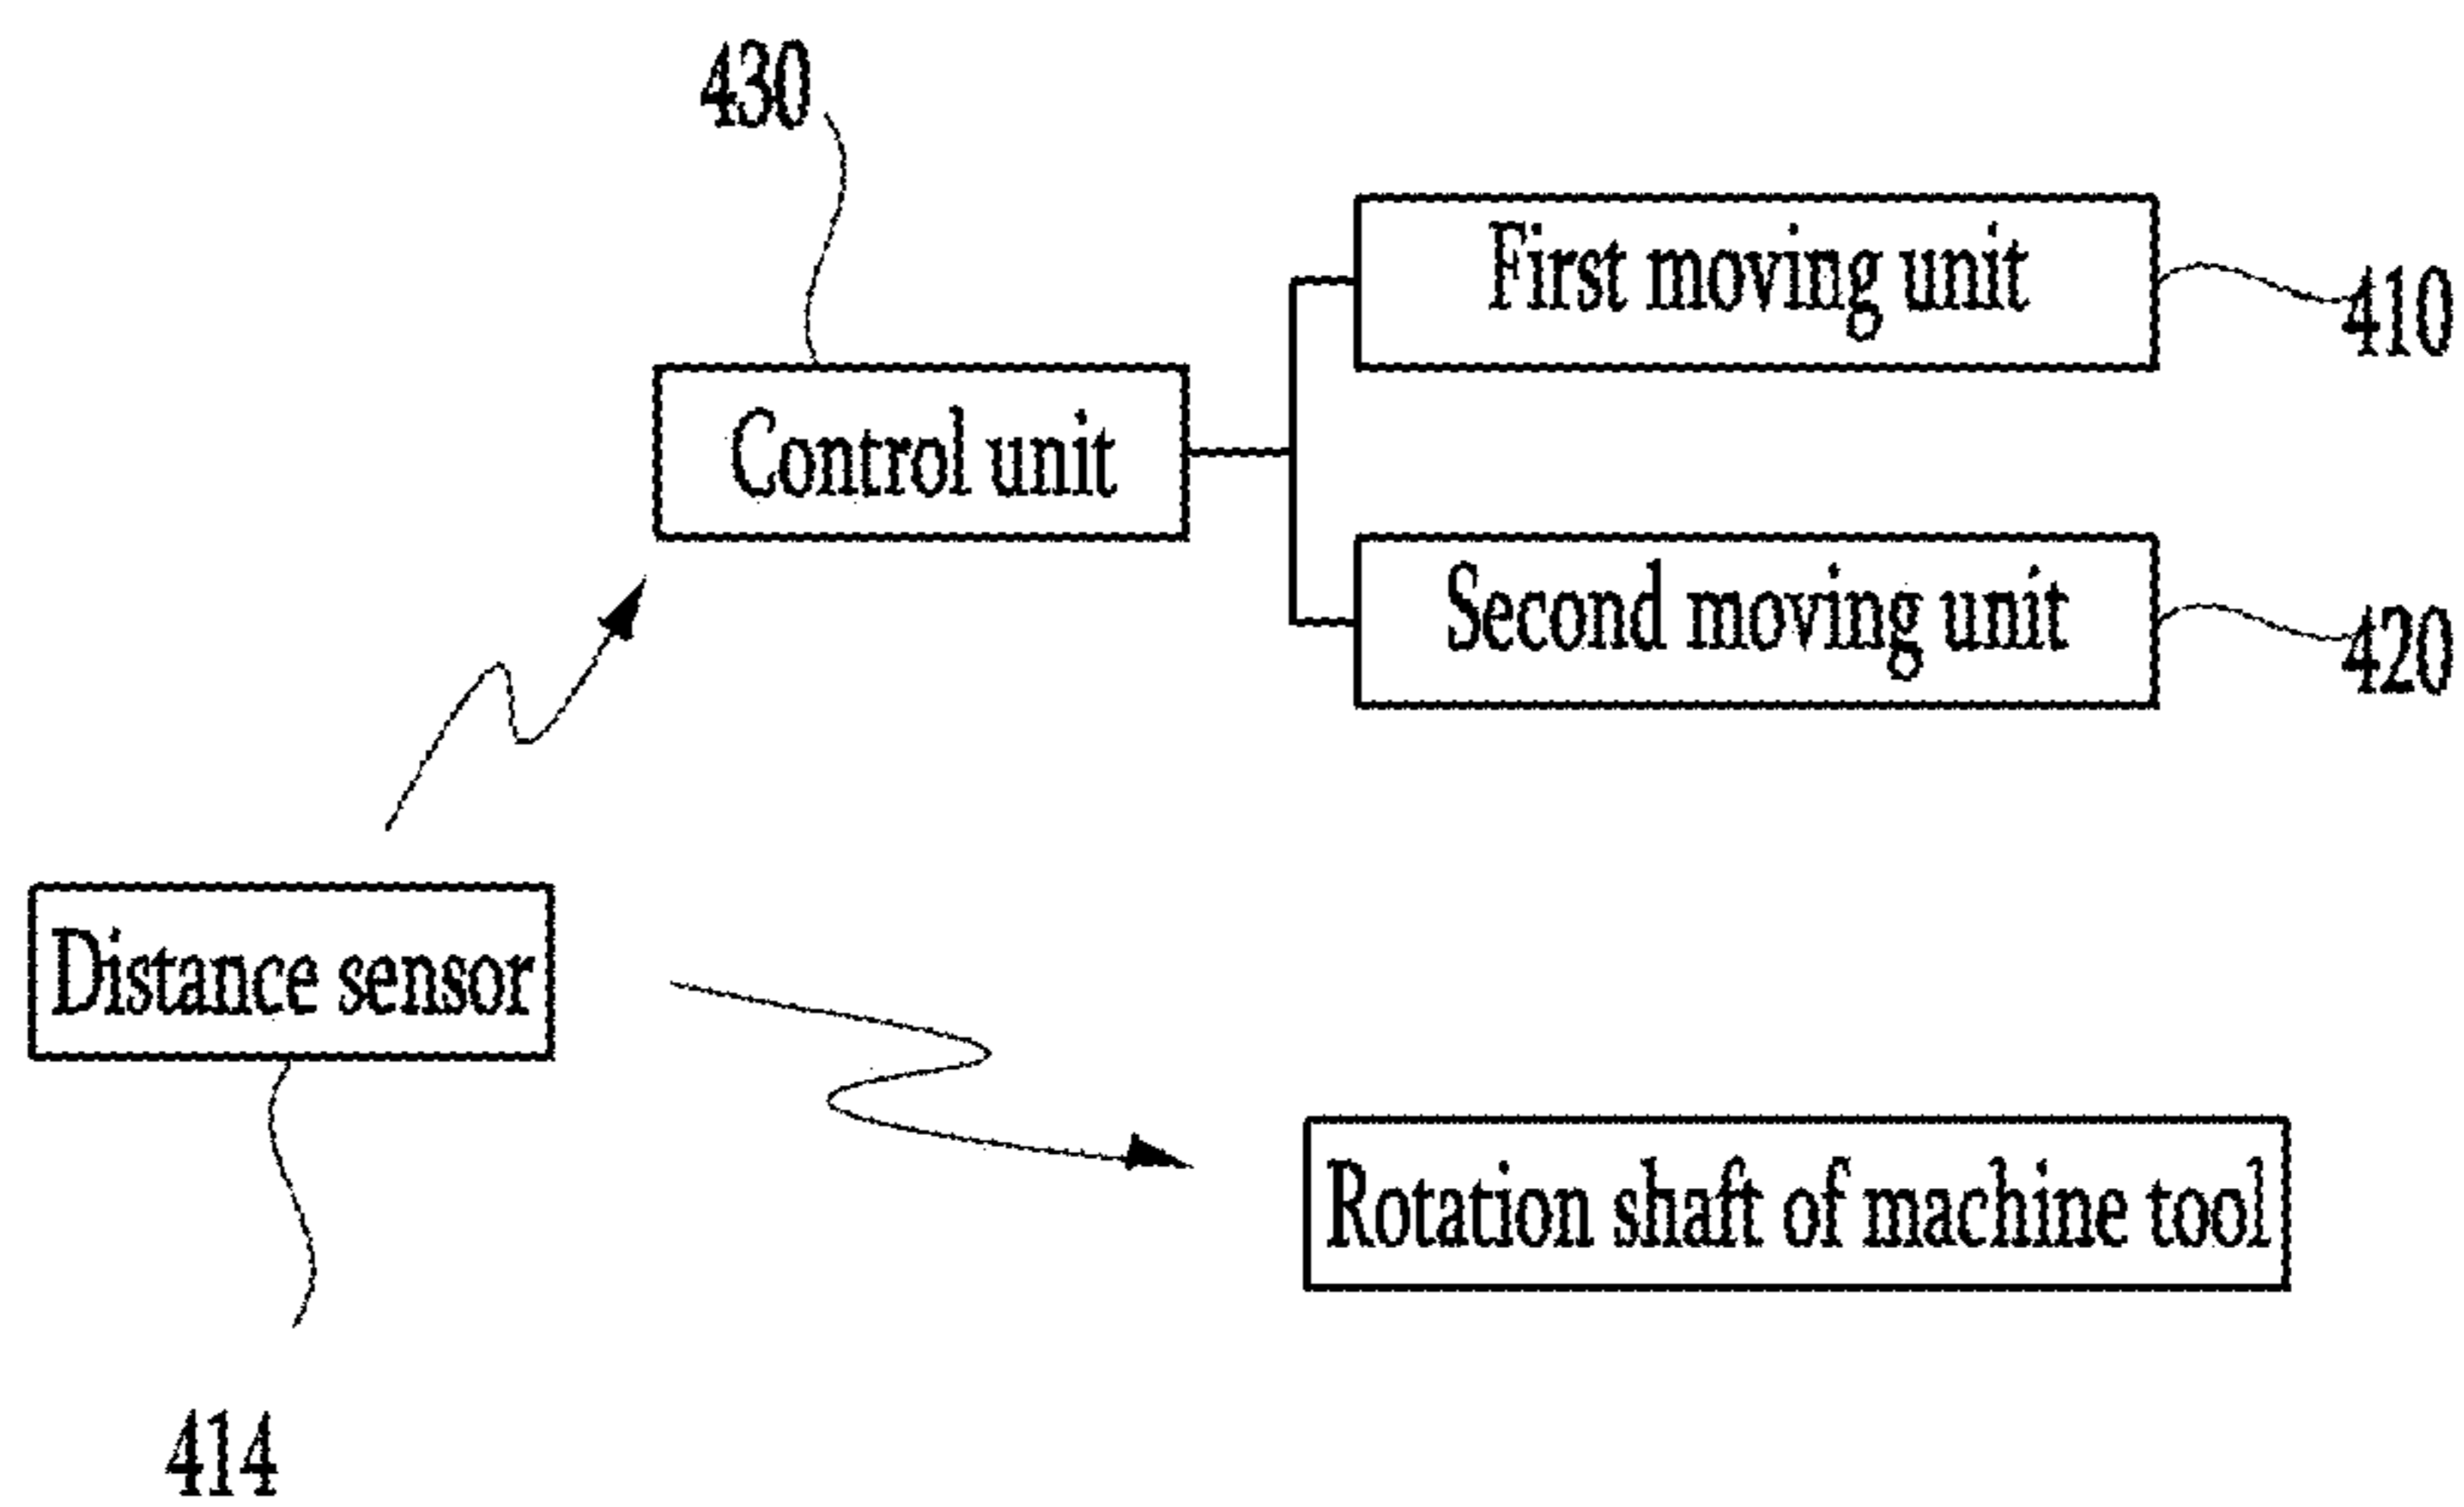 430
First moving unit
410
Control unit
Second moving unit
420
Distance sensor
Rotation shaft of machine tool
414